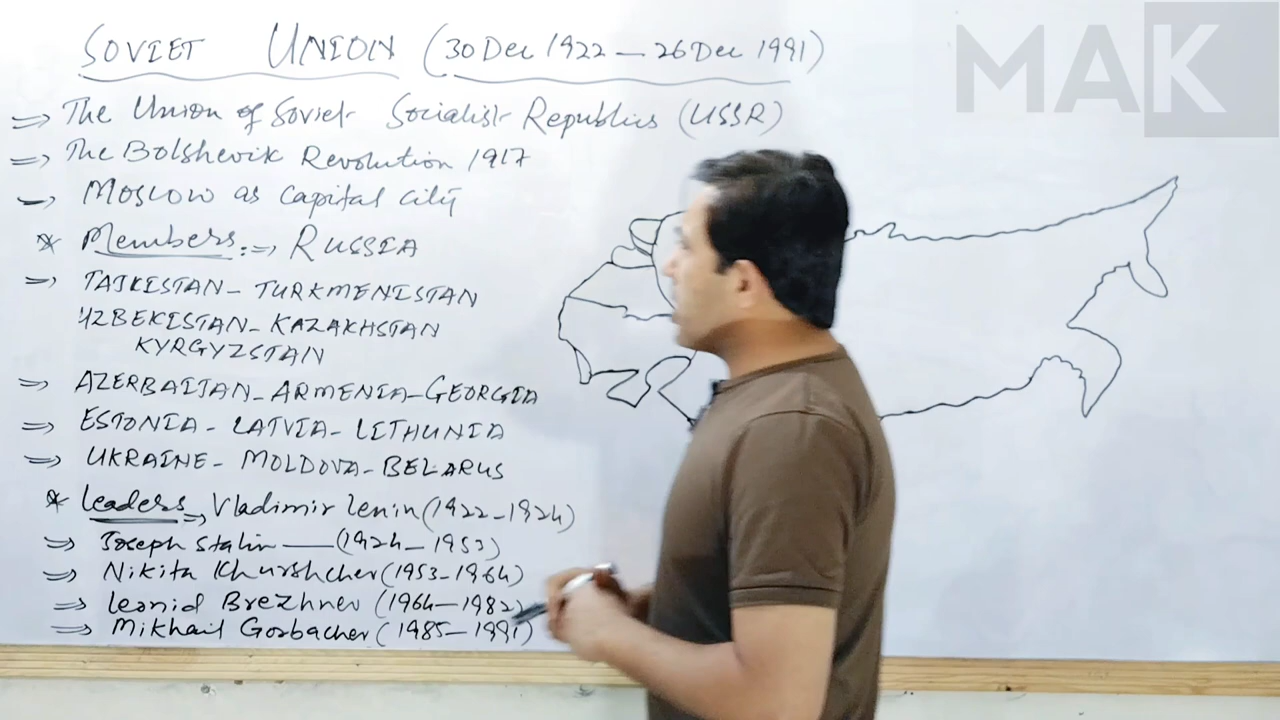 SOVIET UNION (30 Dec 1922 — 26 Dec 1991)
MAK
⇒ The Union of Soviet Socialist Republics (USSR)
⇒ The Bolshevik Revolution 1917
→ Moscow as Capital City
* Members:⇒ RUSSIA
⇒ TAJKISTAN - TURKMENISTAN
UZBEKISTAN - KAZAKHSTAN
KYRGYZSTAN
⇒ AZERBAIJAN - ARMENIA - GEORGIA
⇒ ESTONIA - LATVIA - LITHUNIA
⇒ UKRAINE - MOLDOVA - BELARUS
* Leaders ⇒ Vladimir Lenin (1922-1924)
⇒ Joseph Stalin — (1924-1953)
⇒ Nikita Khurshchev (1953-1964)
⇒ Leonid Brezhnev (1964-1982)
⇒ Mikhail Gorbachev (1985-1991)